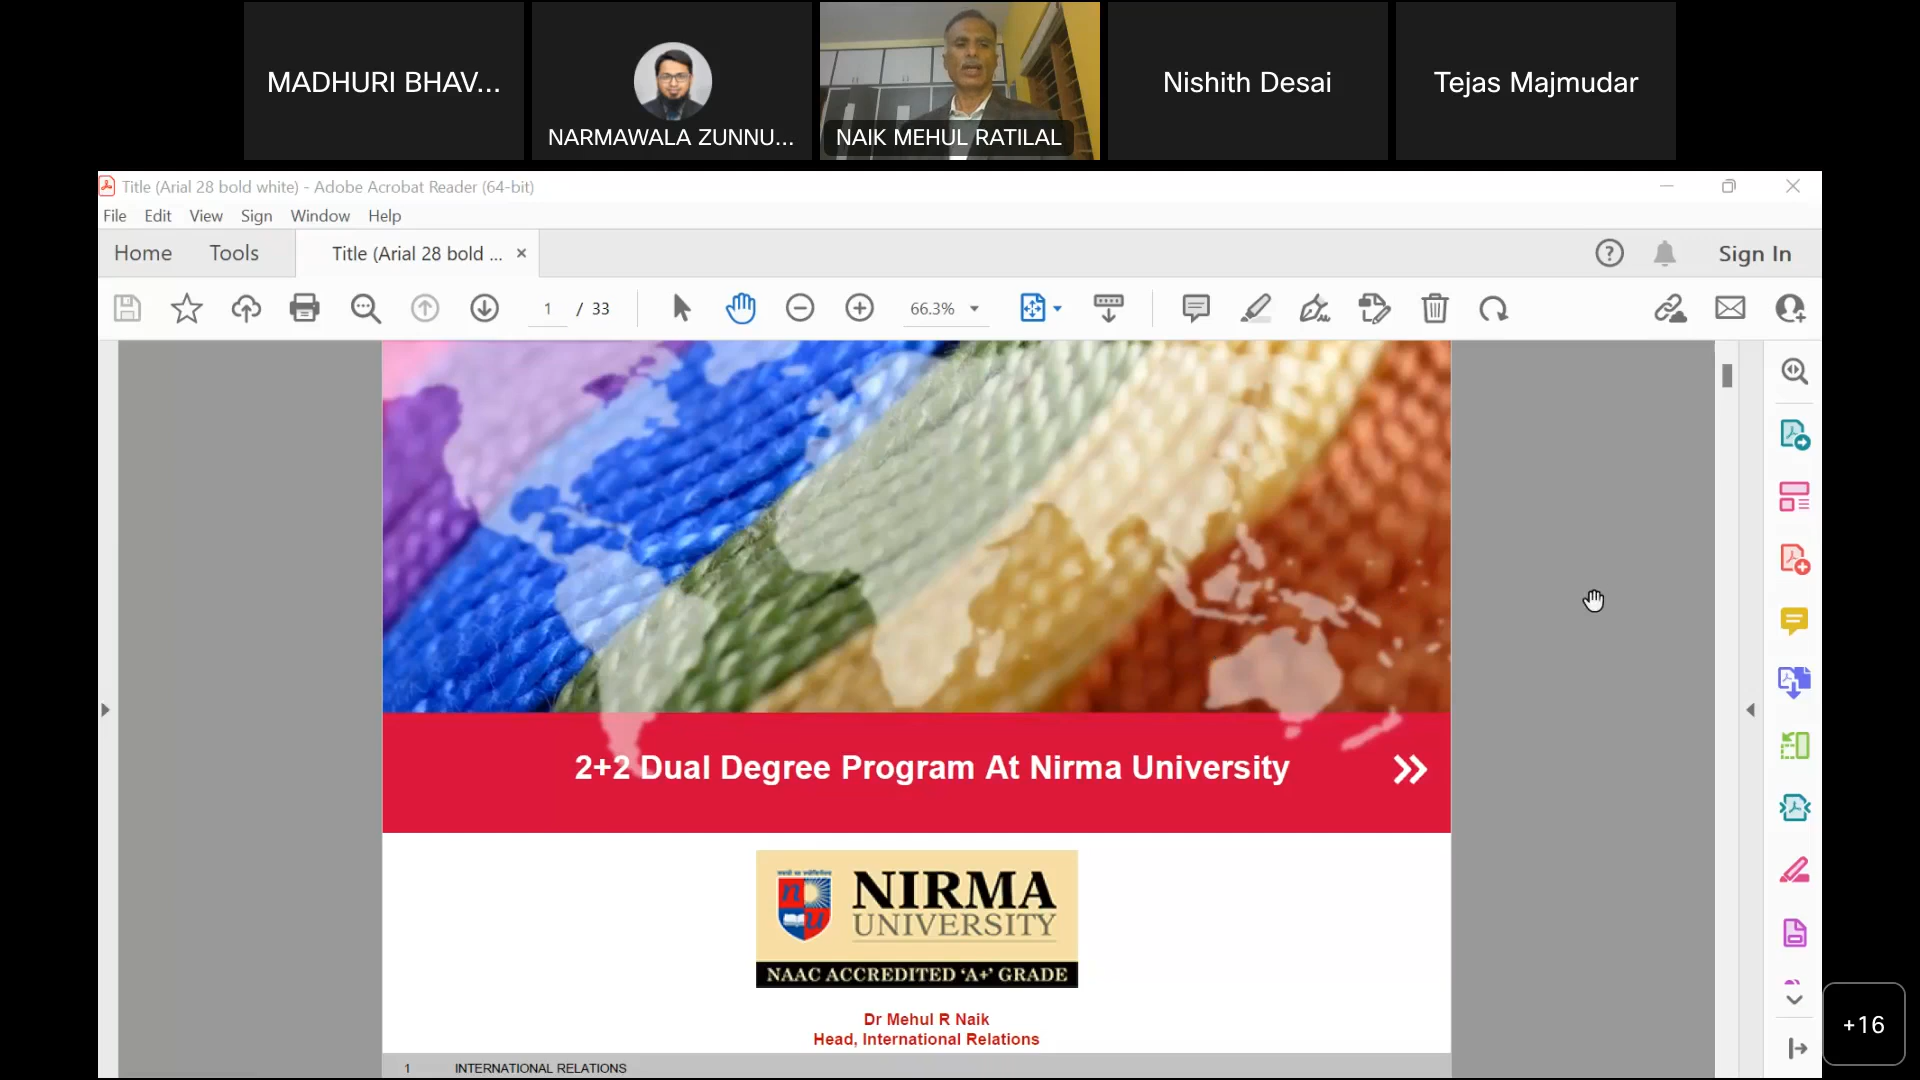 MADHURI BHAV...
NARMAWALA ZUNNU...
NAIK MEHUL RATILAL
Nishith Desai
Tejas Majmudar
Title (Arial 28 bold white) - Adobe Acrobat Reader (64-bit)
File Edit View Sign Window Help
Home Tools Title (Arial 28 bold ... × Sign In
1 / 33 66.3%
2+2 Dual Degree Program At Nirma University
NIRMA
UNIVERSITY
NAAC ACCREDITED 'A+' GRADE
Dr Mehul R Naik
Head, International Relations
1 INTERNATIONAL RELATIONS
+16